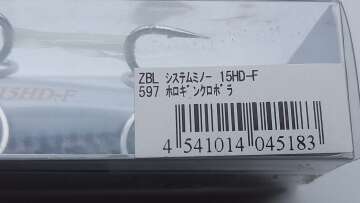 ZBL ｼｽﾃﾑﾐﾉｰ 15HD-F
597 ﾎﾛｷﾞﾝｸﾛﾎﾞﾗ
4 541014 045183
15HD-F